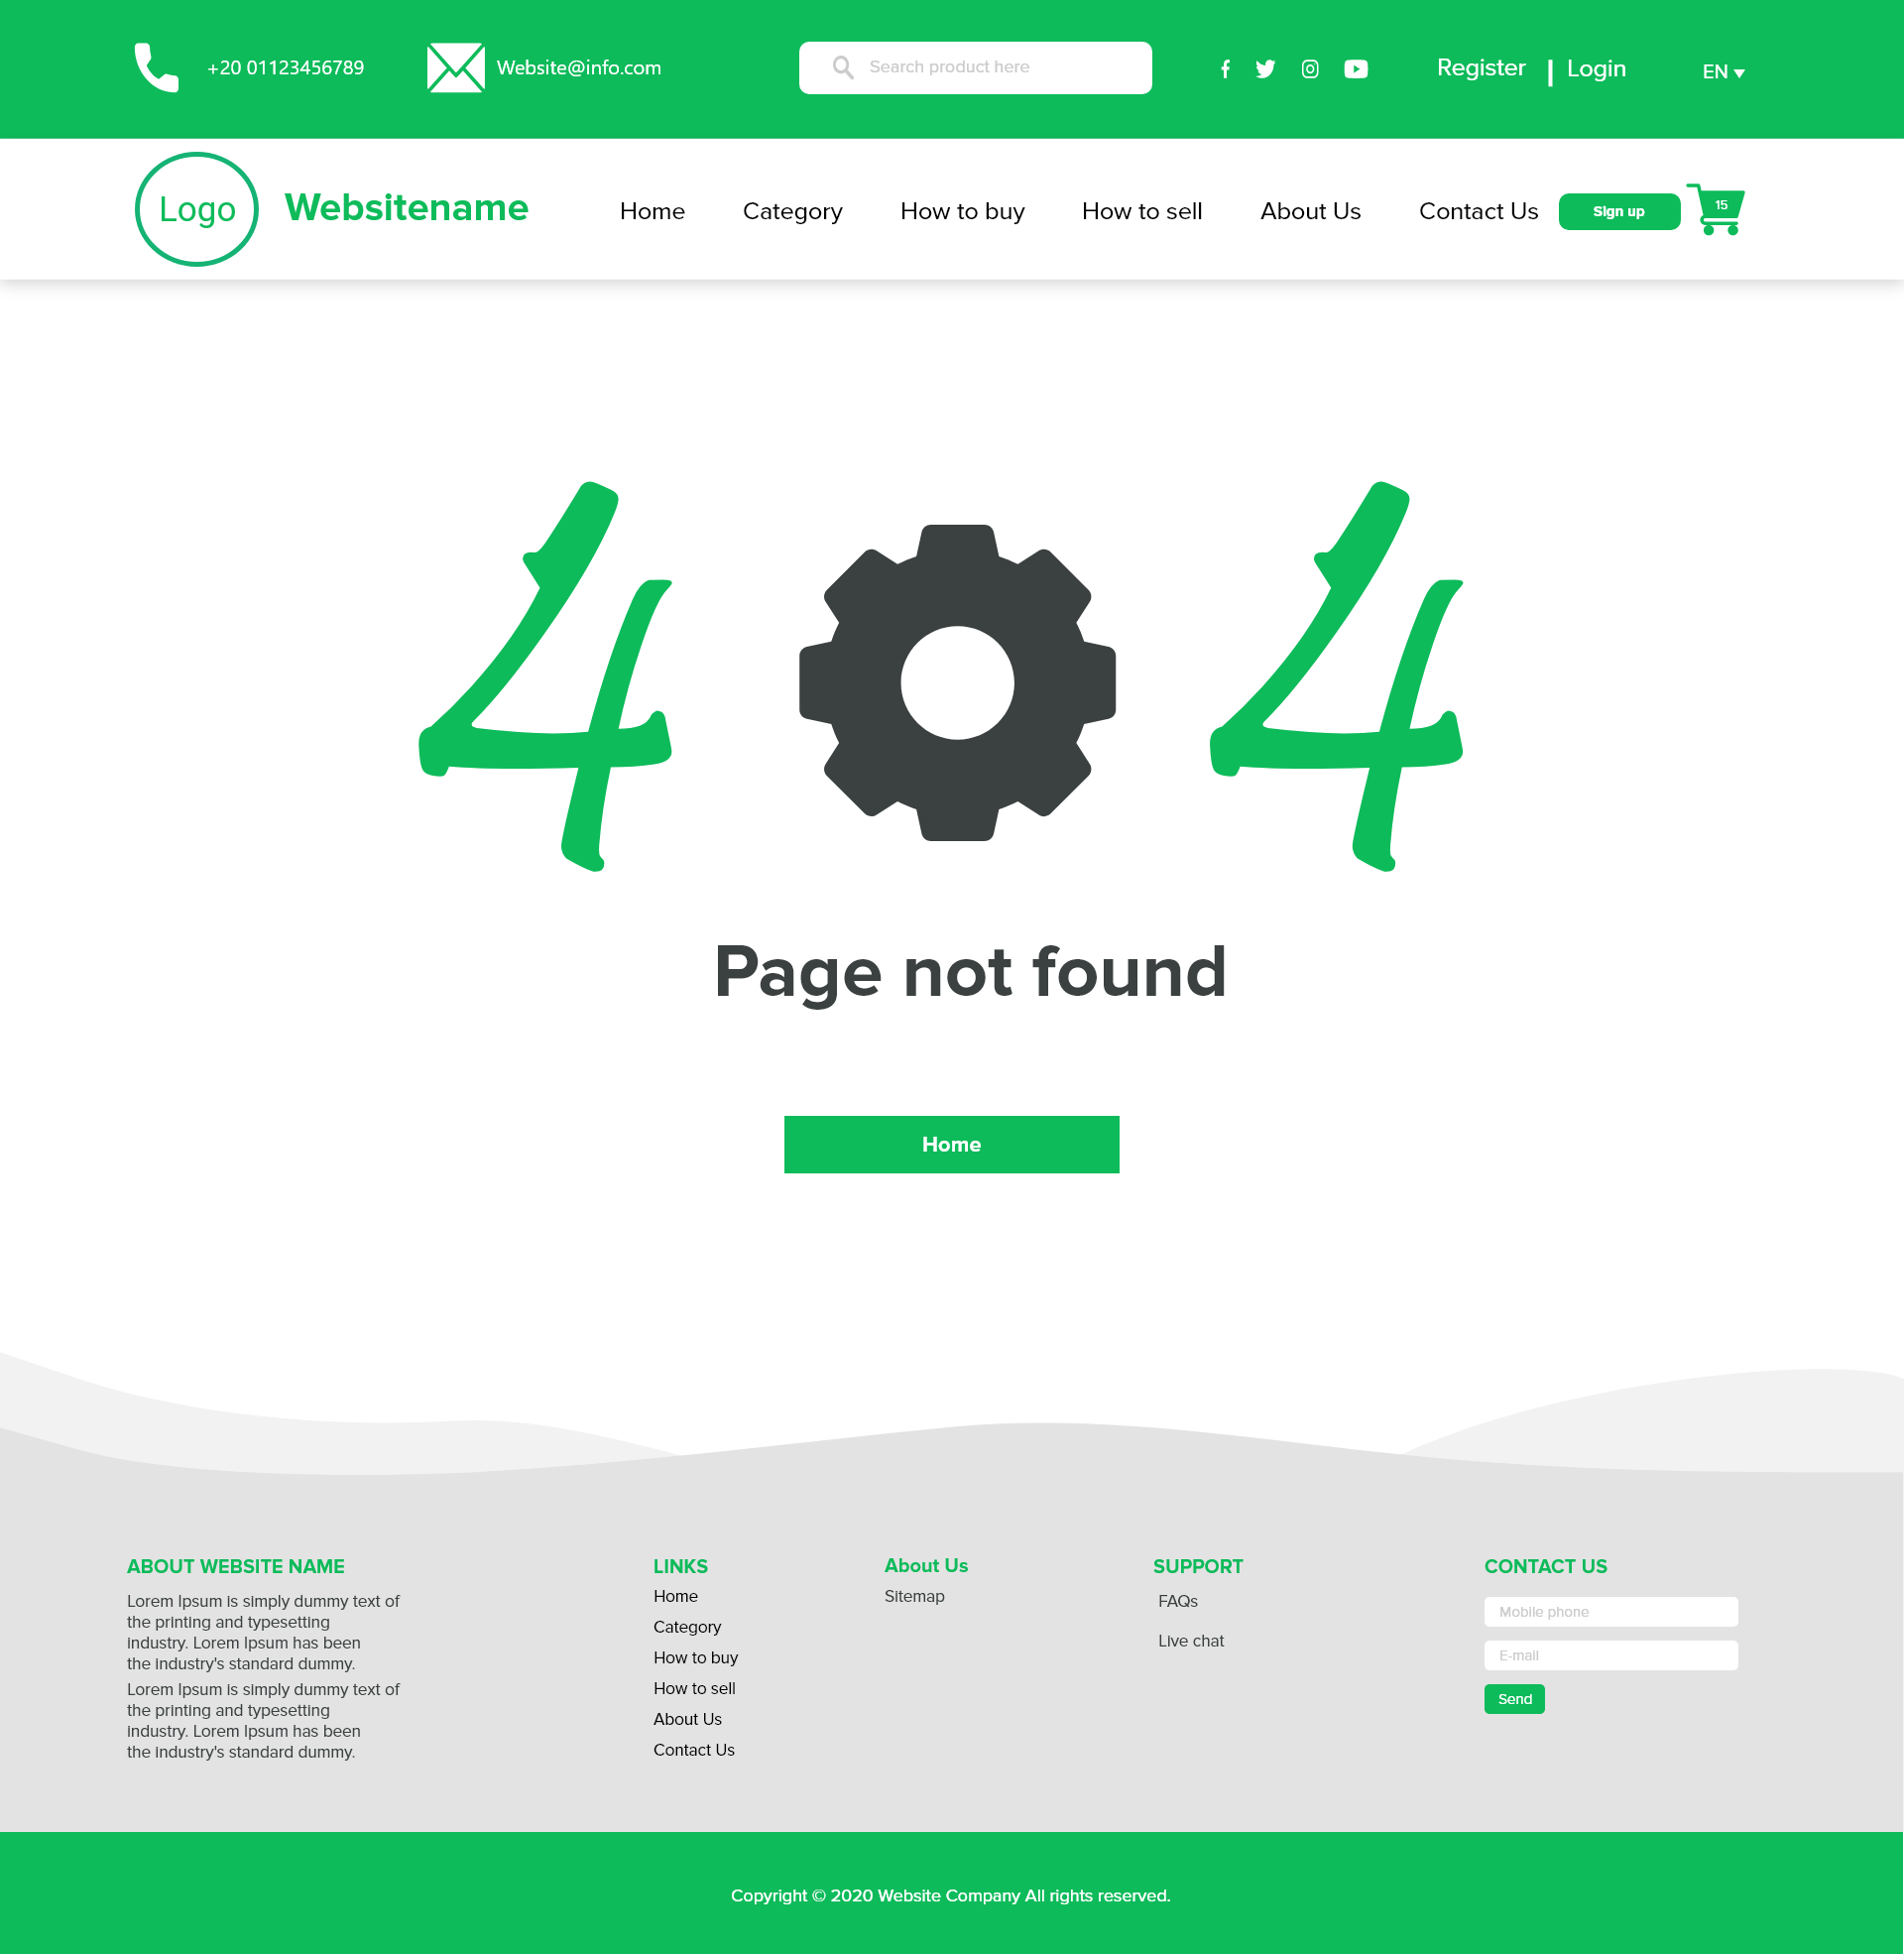 +20 01123456789
Website@info.com
Search product here
Register | Login
EN
Logo
Websitename
Home
Category
How to buy
How to sell
About Us
Contact Us
Sign up
15
4 4
Page not found
Home
ABOUT WEBSITE NAME
Lorem Ipsum is simply dummy text of
the printing and typesetting
industry. Lorem Ipsum has been
the industry's standard dummy.
Lorem Ipsum is simply dummy text of
the printing and typesetting
industry. Lorem Ipsum has been
the industry's standard dummy.
LINKS
Home
Category
How to buy
How to sell
About Us
Contact Us
About Us
Sitemap
SUPPORT
FAQs
Live chat
CONTACT US
Mobile phone
E-mail
Send
Copyright © 2020 Website Company All rights reserved.